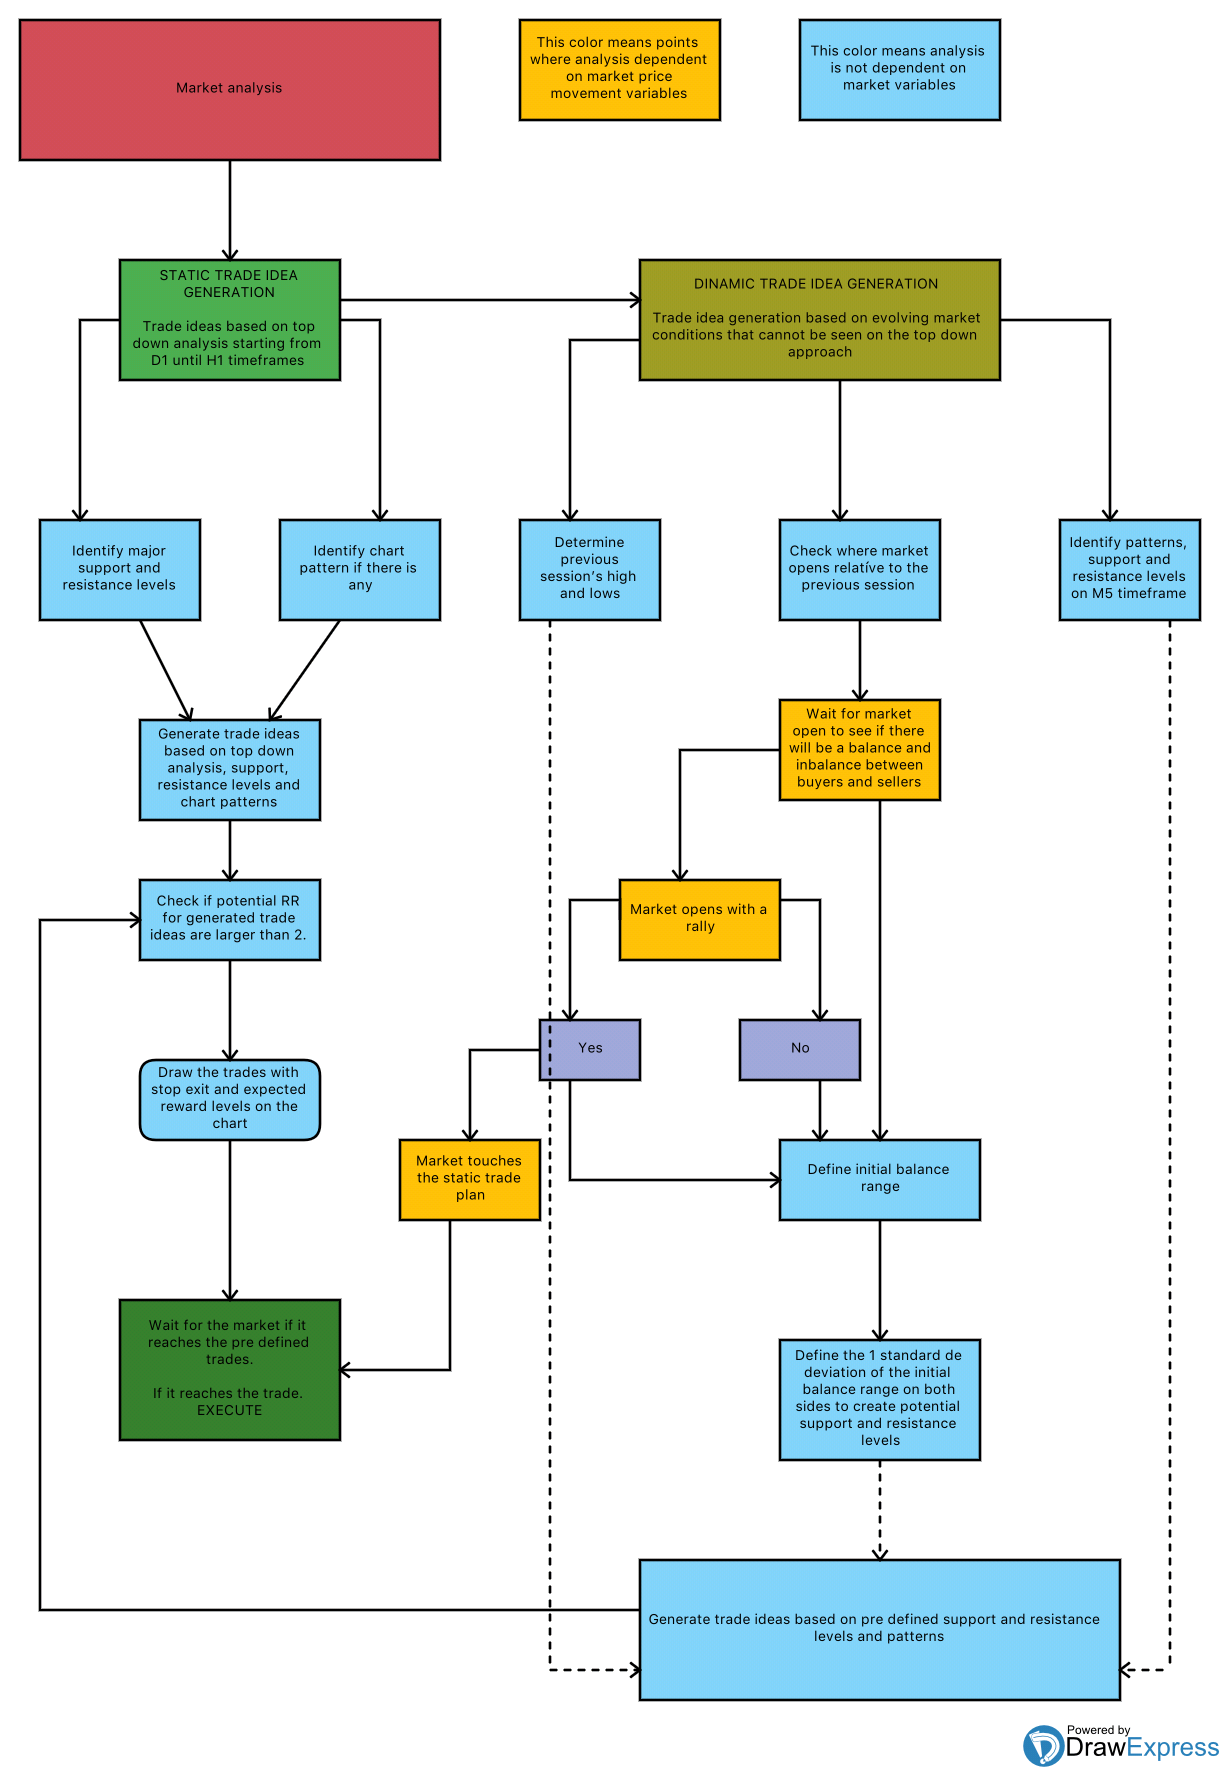 Market analysis
This color means points
where analysis dependent
on market price
movement variables
This color means analysis
is not dependent on
market variables
STATIC TRADE IDEA
GENERATION
Trade ideas based on top
down analysis starting from
D1 until H1 timeframes
DINAMIC TRADE IDEA GENERATION
Trade idea generation based on evolving market
conditions that cannot be seen on the top down
approach
Identify major
support and
resistance levels
Identify chart
pattern if there is
any
Determine
previous
session's high
and lows
Check where market
opens relatíve to the
previous session
Identify patterns,
support and
resistance levels
on M5 timeframe
Generate trade ideas
based on top down
analysis, support,
resistance levels and
chart patterns
Wait for market
open to see if there
will be a balance and
inbalance between
buyers and sellers
Check if potential RR
for generated trade
ideas are larger than 2.
Market opens with a
rally
Yes
No
Draw the trades with
stop exit and expected
reward levels on the
chart
Market touches
the static trade
plan
Define initial balance
range
Wait for the market if it
reaches the pre defined
trades.
If it reaches the trade.
EXECUTE
Define the 1 standard de
deviation of the initial
balance range on both
sides to create potential
support and resistance
levels
Generate trade ideas based on pre defined support and resistance
levels and patterns
Powered by
DrawExpress